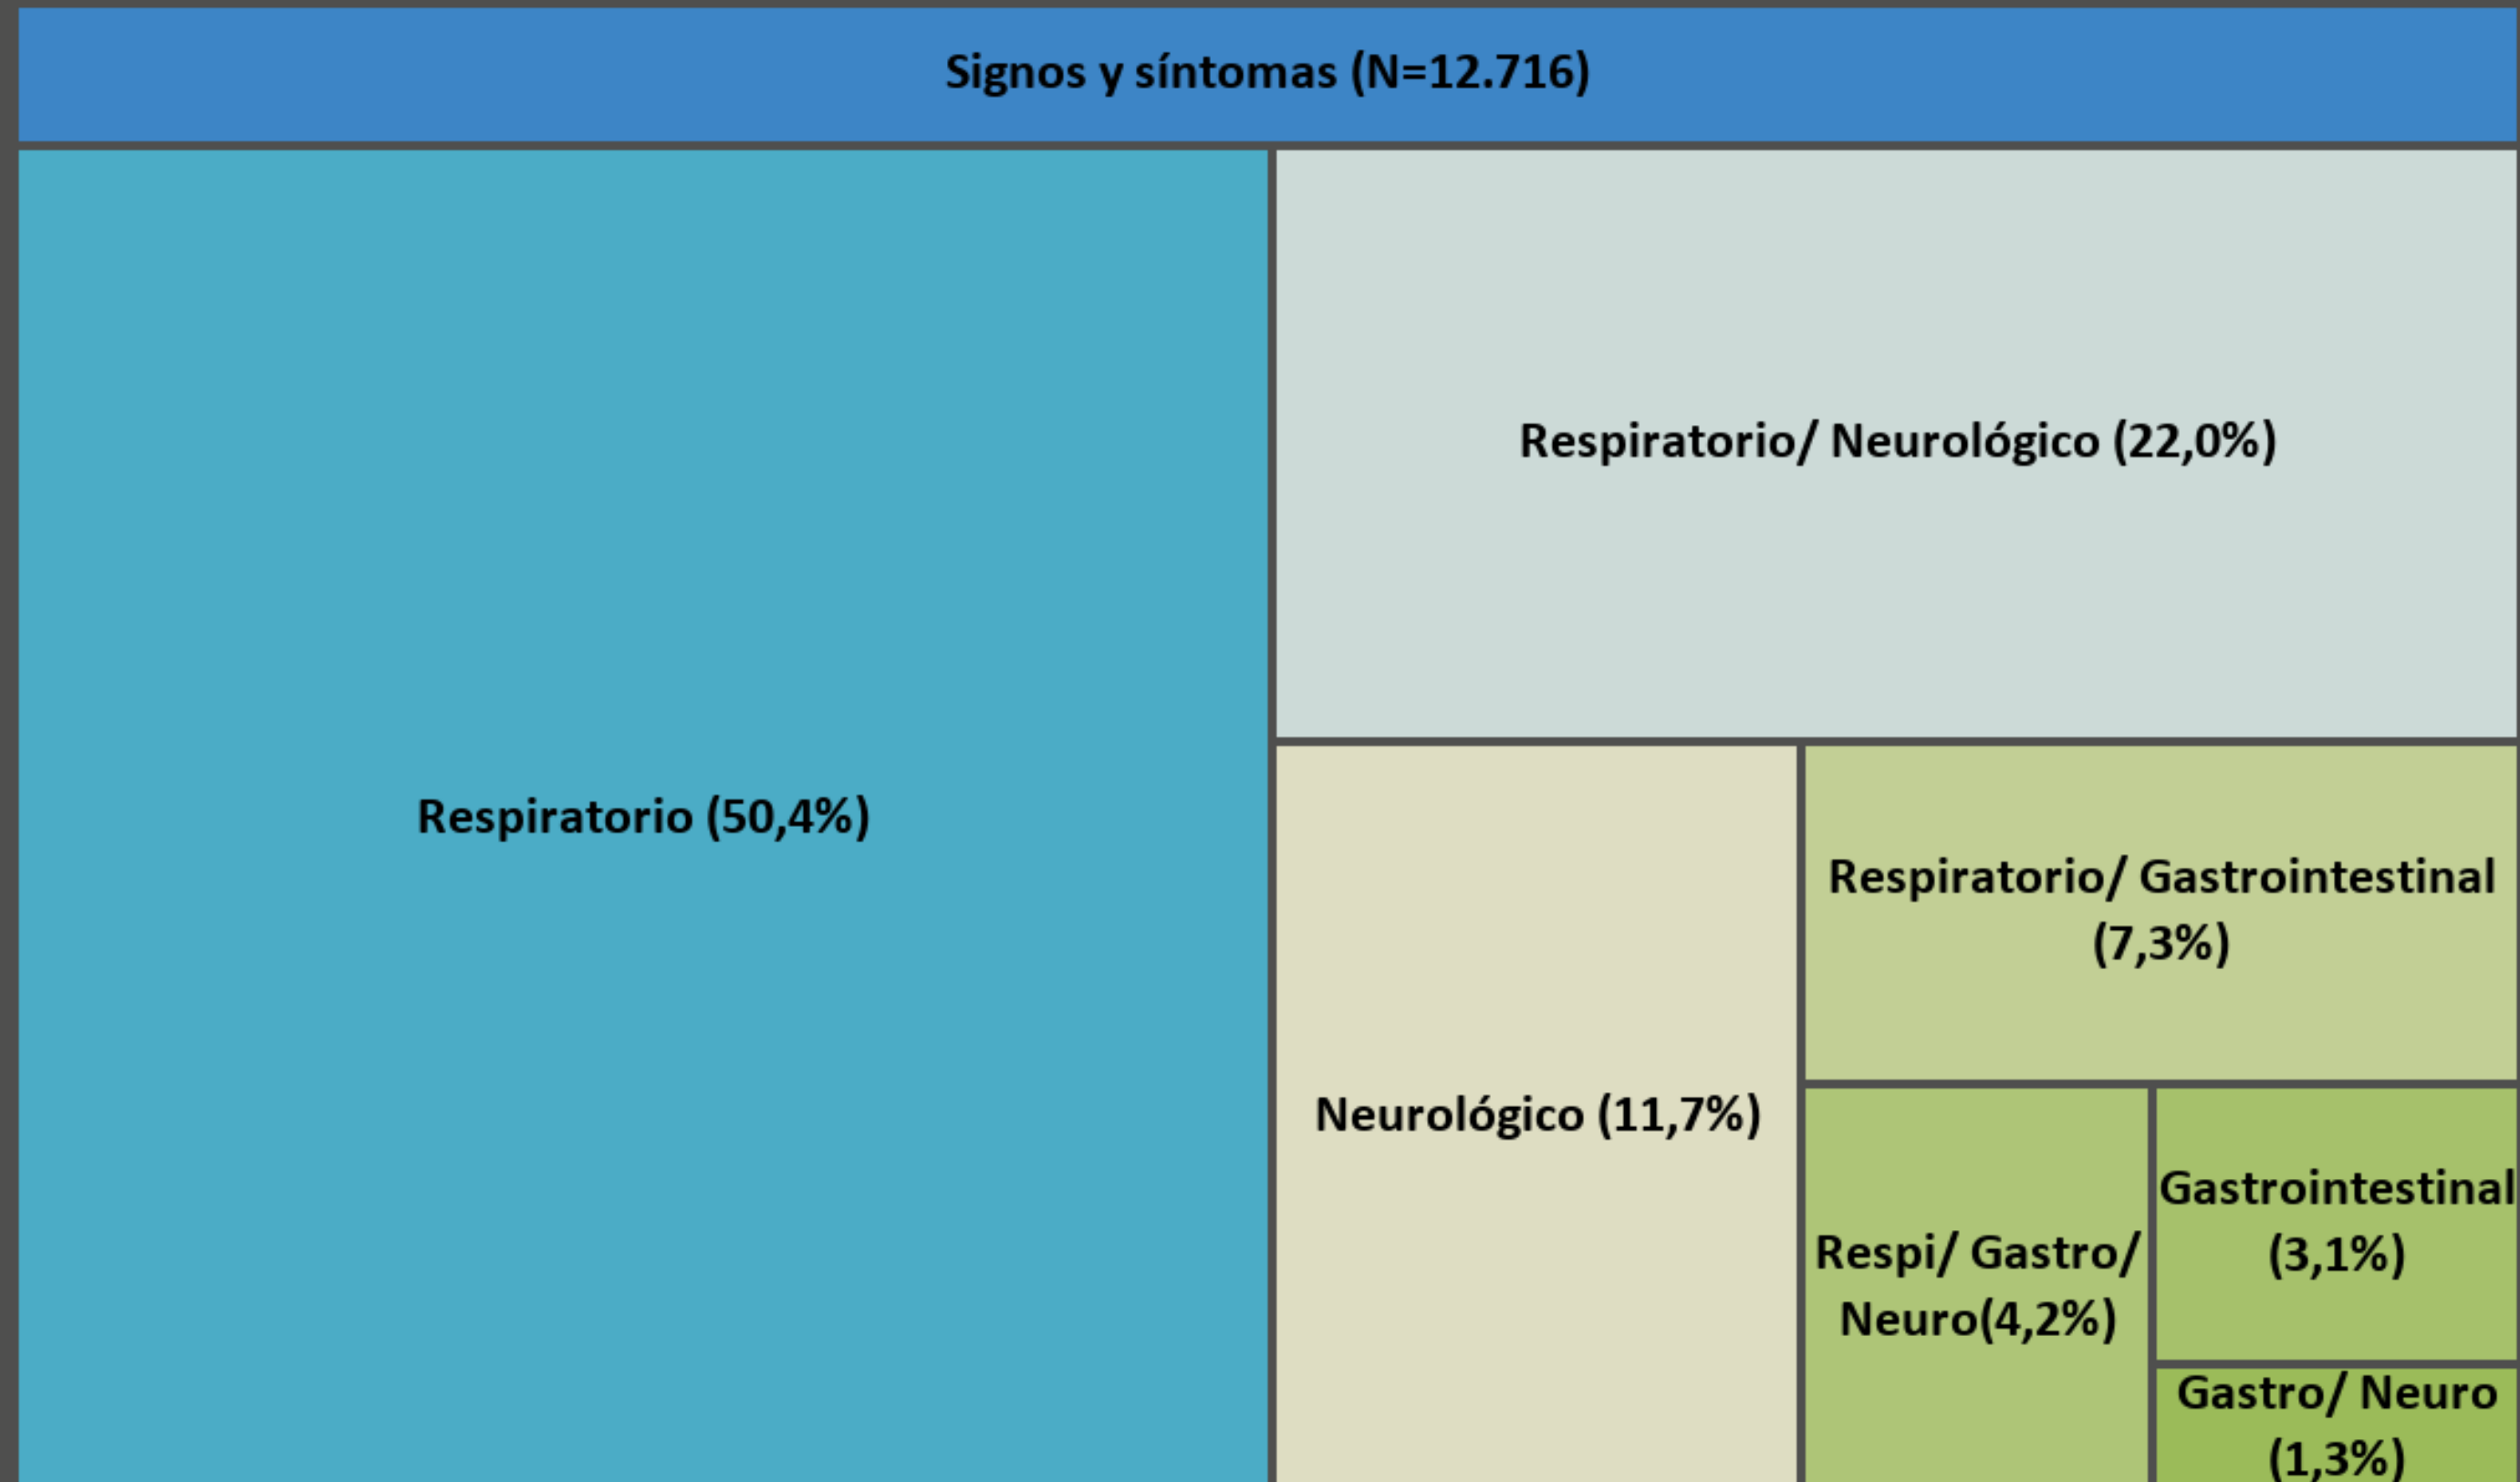 Signos y síntomas (N=12.716)
Respiratorio (50,4%)
Respiratorio/ Neurológico (22,0%)
Neurológico (11,7%)
Respiratorio/ Gastrointestinal
(7,3%)
Respi/ Gastro/
Neuro(4,2%)
Gastrointestinal
(3,1%)
Gastro/ Neuro
(1,3%)